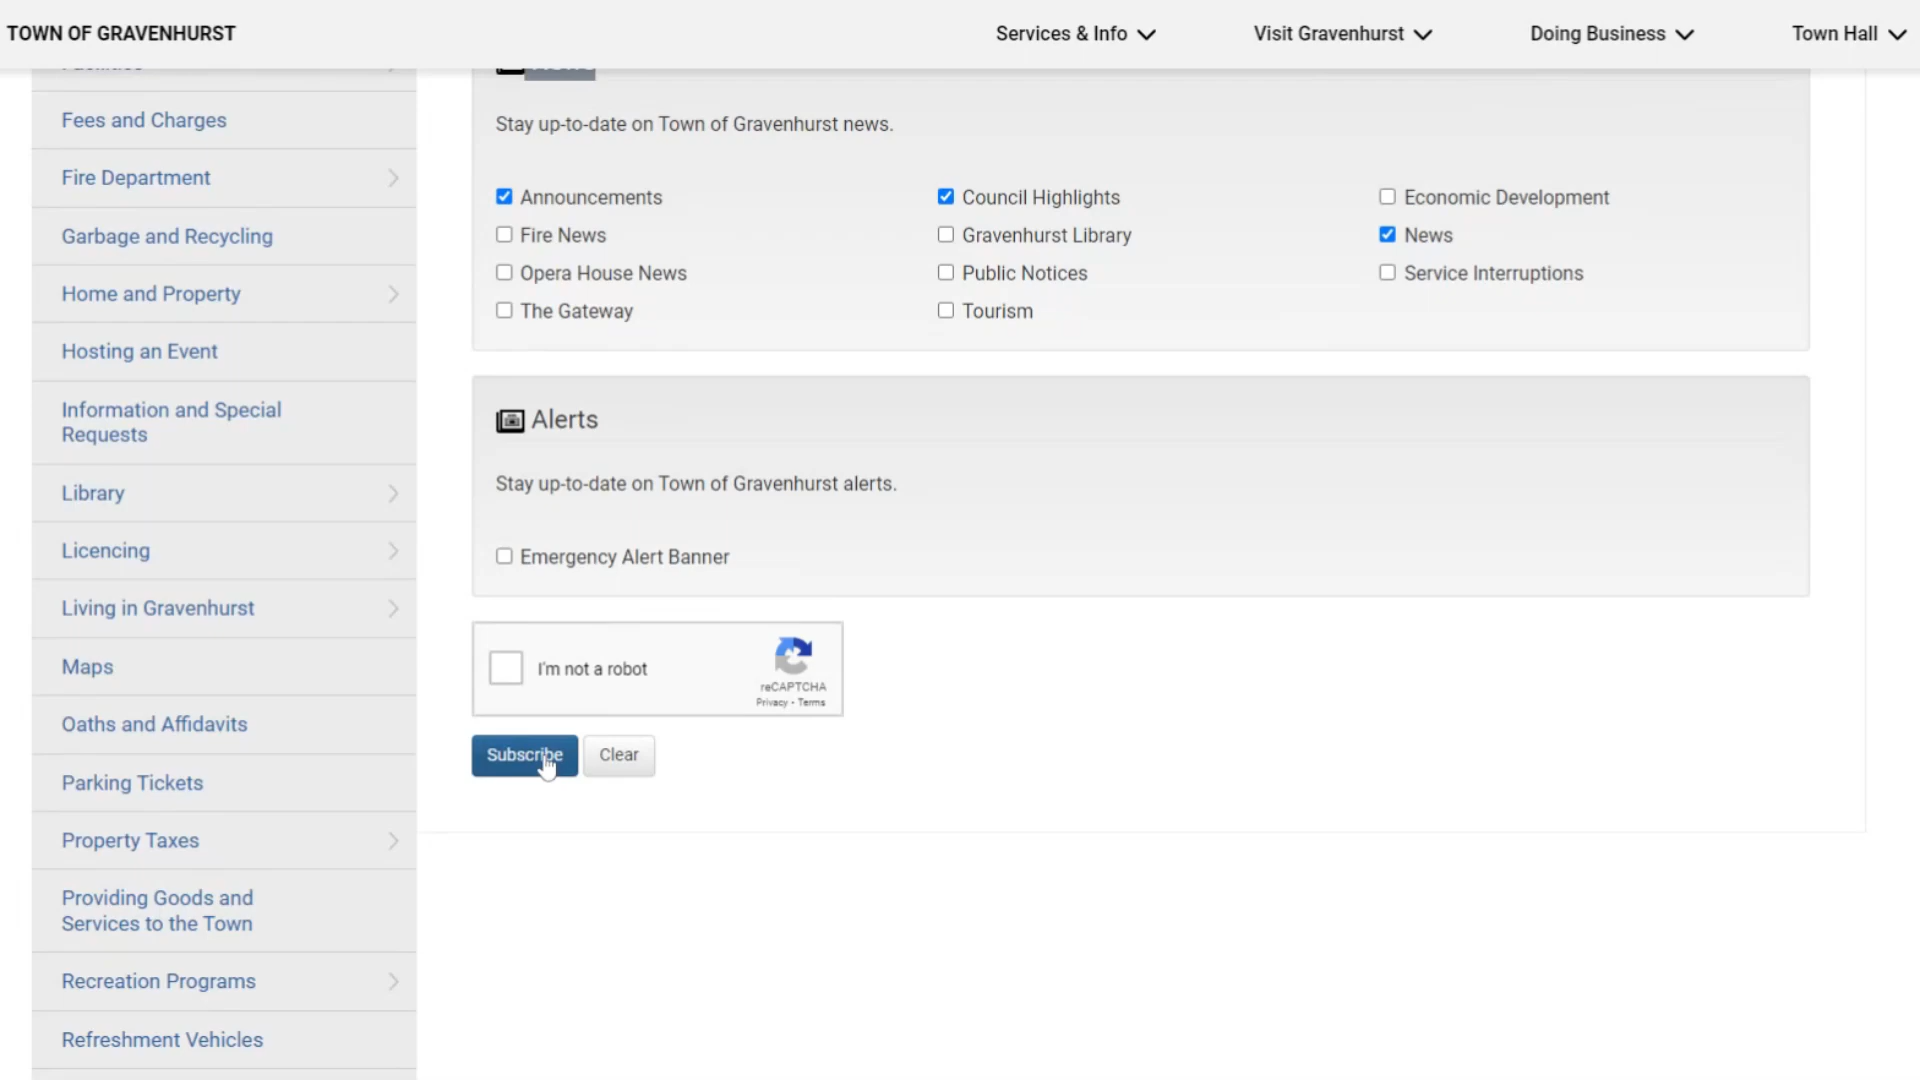 TOWN OF GRAVENHURST
Services & Info
Visit Gravenhurst
Doing Business
Town Hall
Fees and Charges
Fire Department
Garbage and Recycling
Home and Property
Hosting an Event
Information and Special
Requests
Library
Licencing
Living in Gravenhurst
Maps
Oaths and Affidavits
Parking Tickets
Property Taxes
Providing Goods and
Services to the Town
Recreation Programs
Refreshment Vehicles
Stay up-to-date on Town of Gravenhurst news.
Announcements
Council Highlights
Economic Development
Fire News
Gravenhurst Library
News
Opera House News
Public Notices
Service Interruptions
The Gateway
Tourism
Alerts
Stay up-to-date on Town of Gravenhurst alerts.
Emergency Alert Banner
I'm not a robot
reCAPTCHA
Privacy - Terms
Subscribe
Clear